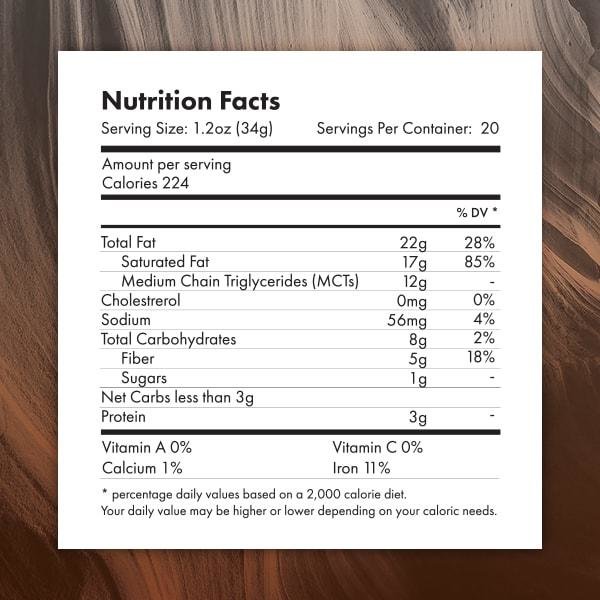 Nutrition Facts
Serving Size: 1.2oz (34g) Servings Per Container: 20
Amount per serving
Calories 224
% DV *
Total Fat 22g 28%
Saturated Fat 17g 85%
Medium Chain Triglycerides (MCTs) 12g -
Cholestrerol 0mg 0%
Sodium 56mg 4%
Total Carbohydrates 8g 2%
Fiber 5g 18%
Sugars 1g -
Net Carbs less than 3g
Protein 3g -
Vitamin A 0% Vitamin C 0%
Calcium 1% Iron 11%
* percentage daily values based on a 2,000 calorie diet.
Your daily value may be higher or lower depending on your caloric needs.